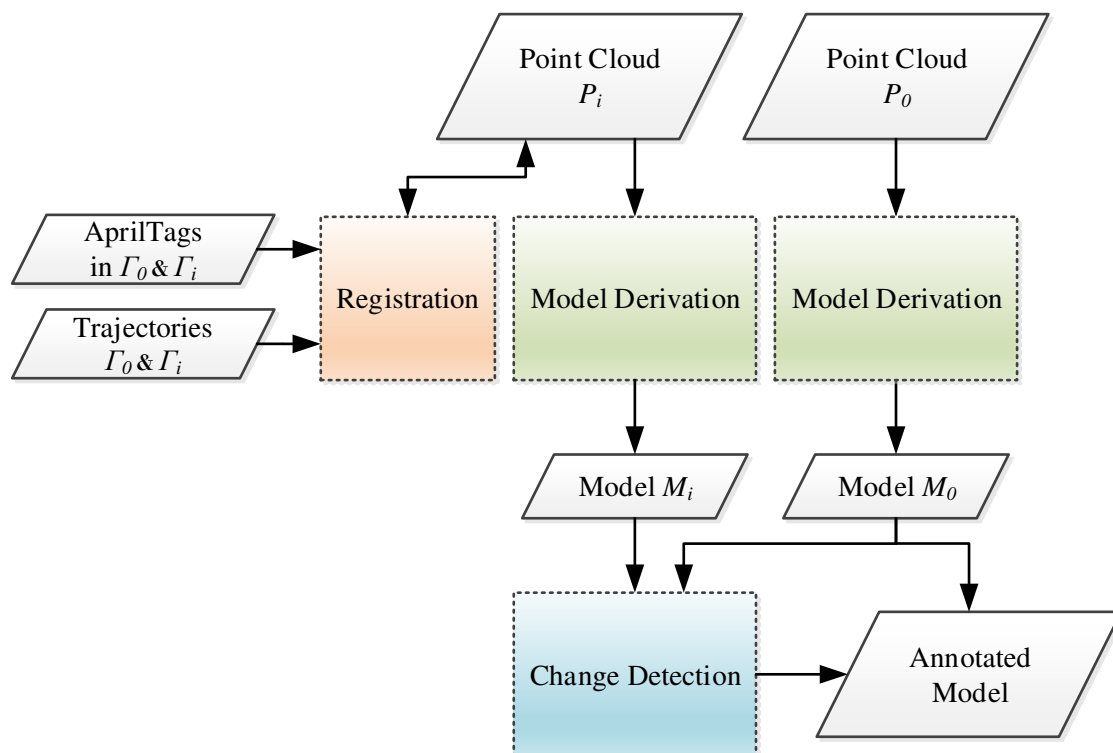 Point Cloud
P_i
Point Cloud
P_0
AprilTags
in Γ_0 & Γ_i
Trajectories
Γ_0 & Γ_i
Registration
Model Derivation
Model Derivation
Model M_i
Model M_0
Change Detection
Annotated
Model